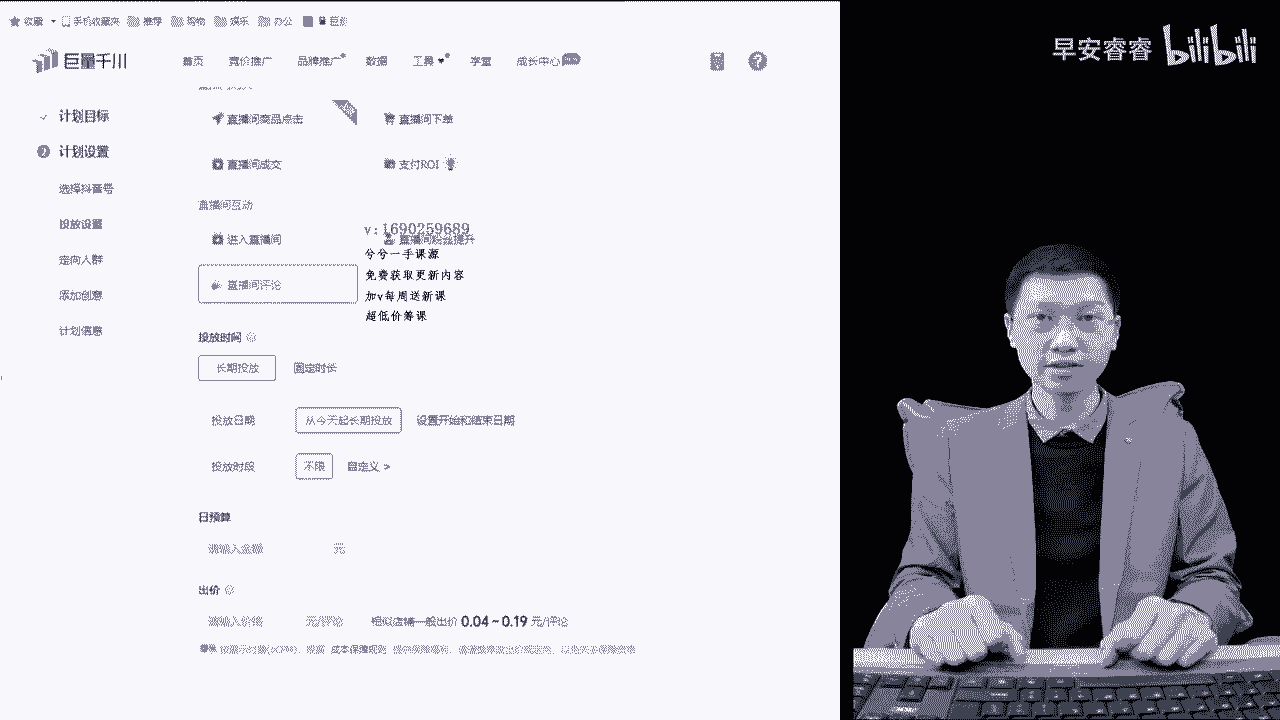 收藏 手机收藏夹 推荐 购物 娱乐 办公 巨量
早安睿睿 bilibili
巨量千川 首页 竞价推广 品牌推广 数据 工具 学堂 成长中心
计划目标
直播间商品点击 直播间下单
计划设置
直播间成交 支付ROI
选择抖音号
直播间互动
投放设置
v:1690259689
进入直播间 直播间粉丝提升
兮兮一手课源
定向人群
免费获取更新内容
直播间评论
添加创意
加v每周送新课
超低价筹课
计划信息
投放时间
长期投放 固定时长
投放日期 从今天起长期投放 设置开始和结束日期
投放时段 不限 自定义 >
日预算
请输入金额 元
出价
请输入价格 元/评论 相似店铺一般出价 0.04 ~ 0.19 元/评论